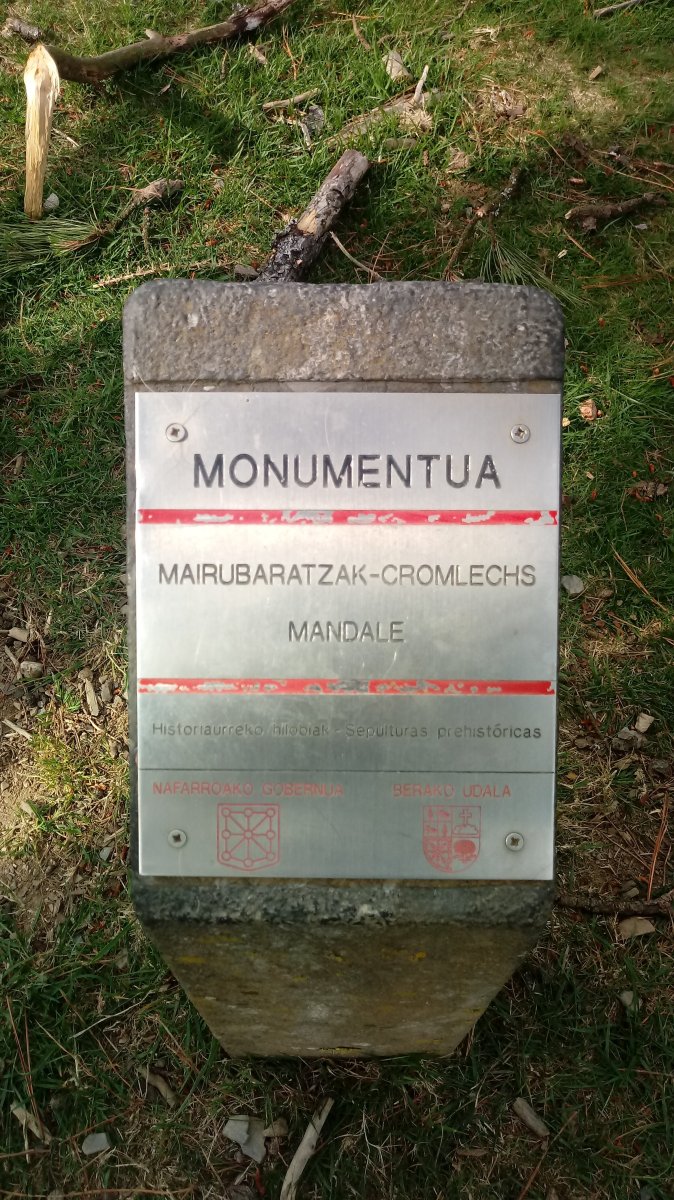 MONUMENTUA
MAIRUBARATZAK-CROMLECHS
MANDALE
Historiaurreko hilobiak - Sepulturas prehistóricas
NAFARROAKO GOBERNUA
BERAKO UDALA